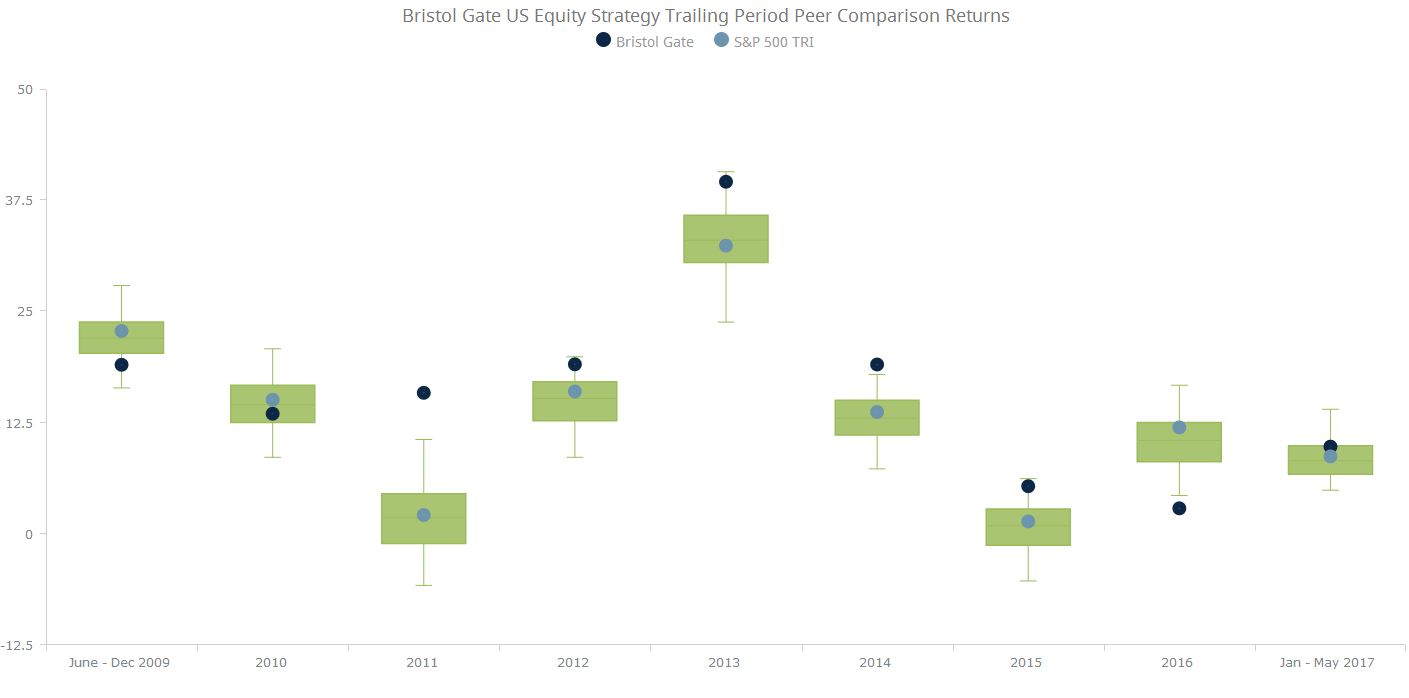 Bristol Gate US Equity Strategy Trailing Period Peer Comparison Returns
Bristol Gate S&P 500 TRI
50
37.5
25
12.5
0
-12.5
June - Dec 2009 2010 2011 2012 2013 2014 2015 2016 Jan - May 2017